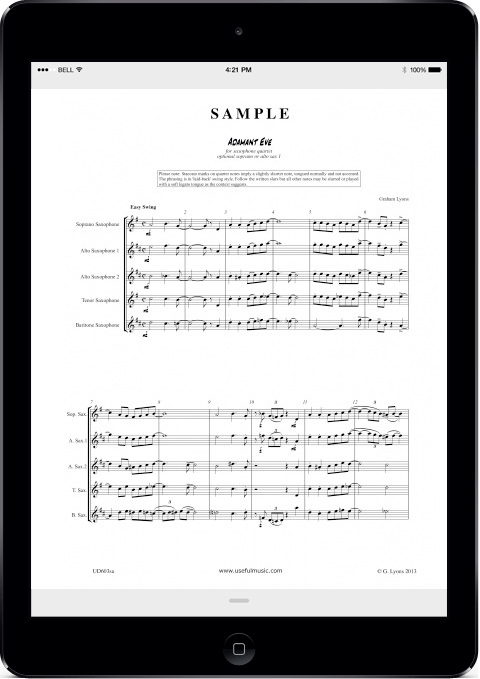 BELL
4:21 PM
100%
SAMPLE
ADAMANT EVE
for saxophone quartet
optional soprano or alto sax 1
Please note: Staccato marks on quarter notes imply a slightly shorter note, tongued normally and not accented.
The phrasing is in 'laid-back' swing style. Follow the written slurs but all other notes may be slurred or played
with a soft legato tongue as the context suggests.
Graham Lyons
Easy Swing
2 3 4 5 6
Soprano Saxophone
Alto Saxophone 1
Alto Saxophone 2
Tenor Saxophone
Baritone Saxophone
7 8 9 10 11 12
Sop. Sax.
A. Sax.1
A. Sax.2
T. Sax.
B. Sax.
UD603sa
www.usefulmusic.com
© G. Lyons 2013